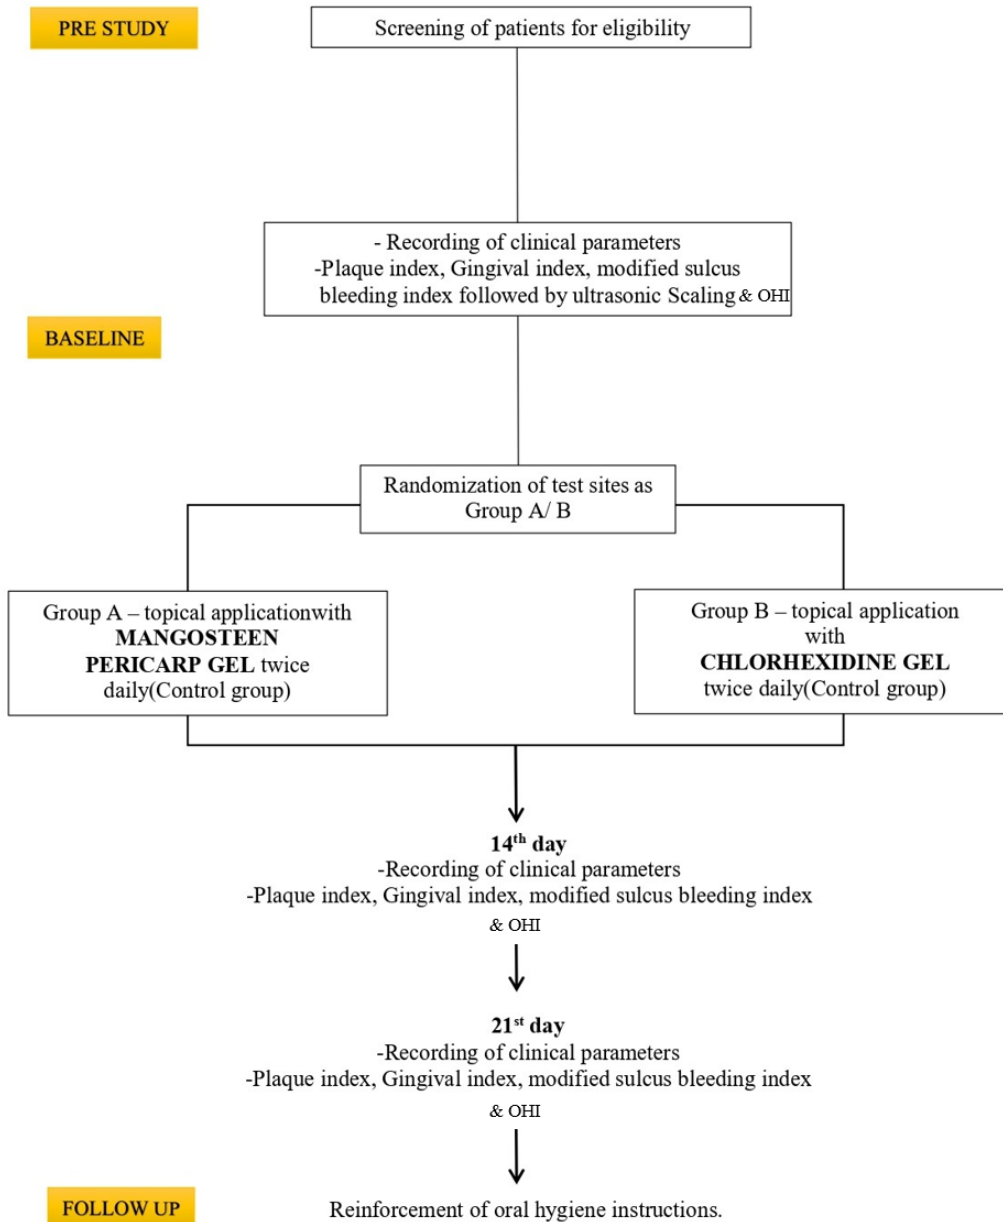 PRE STUDY
Screening of patients for eligibility
- Recording of clinical parameters
-Plaque index, Gingival index, modified sulcus
bleeding index followed by ultrasonic Scaling & OHI
BASELINE
Randomization of test sites as
Group A/ B
Group A – topical applicationwith
MANGOSTEEN
PERICARP GEL twice
daily(Control group)
Group B – topical application
with
CHLORHEXIDINE GEL
twice daily(Control group)
14th day
-Recording of clinical parameters
-Plaque index, Gingival index, modified sulcus bleeding index
& OHI
21st day
-Recording of clinical parameters
-Plaque index, Gingival index, modified sulcus bleeding index
& OHI
FOLLOW UP
Reinforcement of oral hygiene instructions.